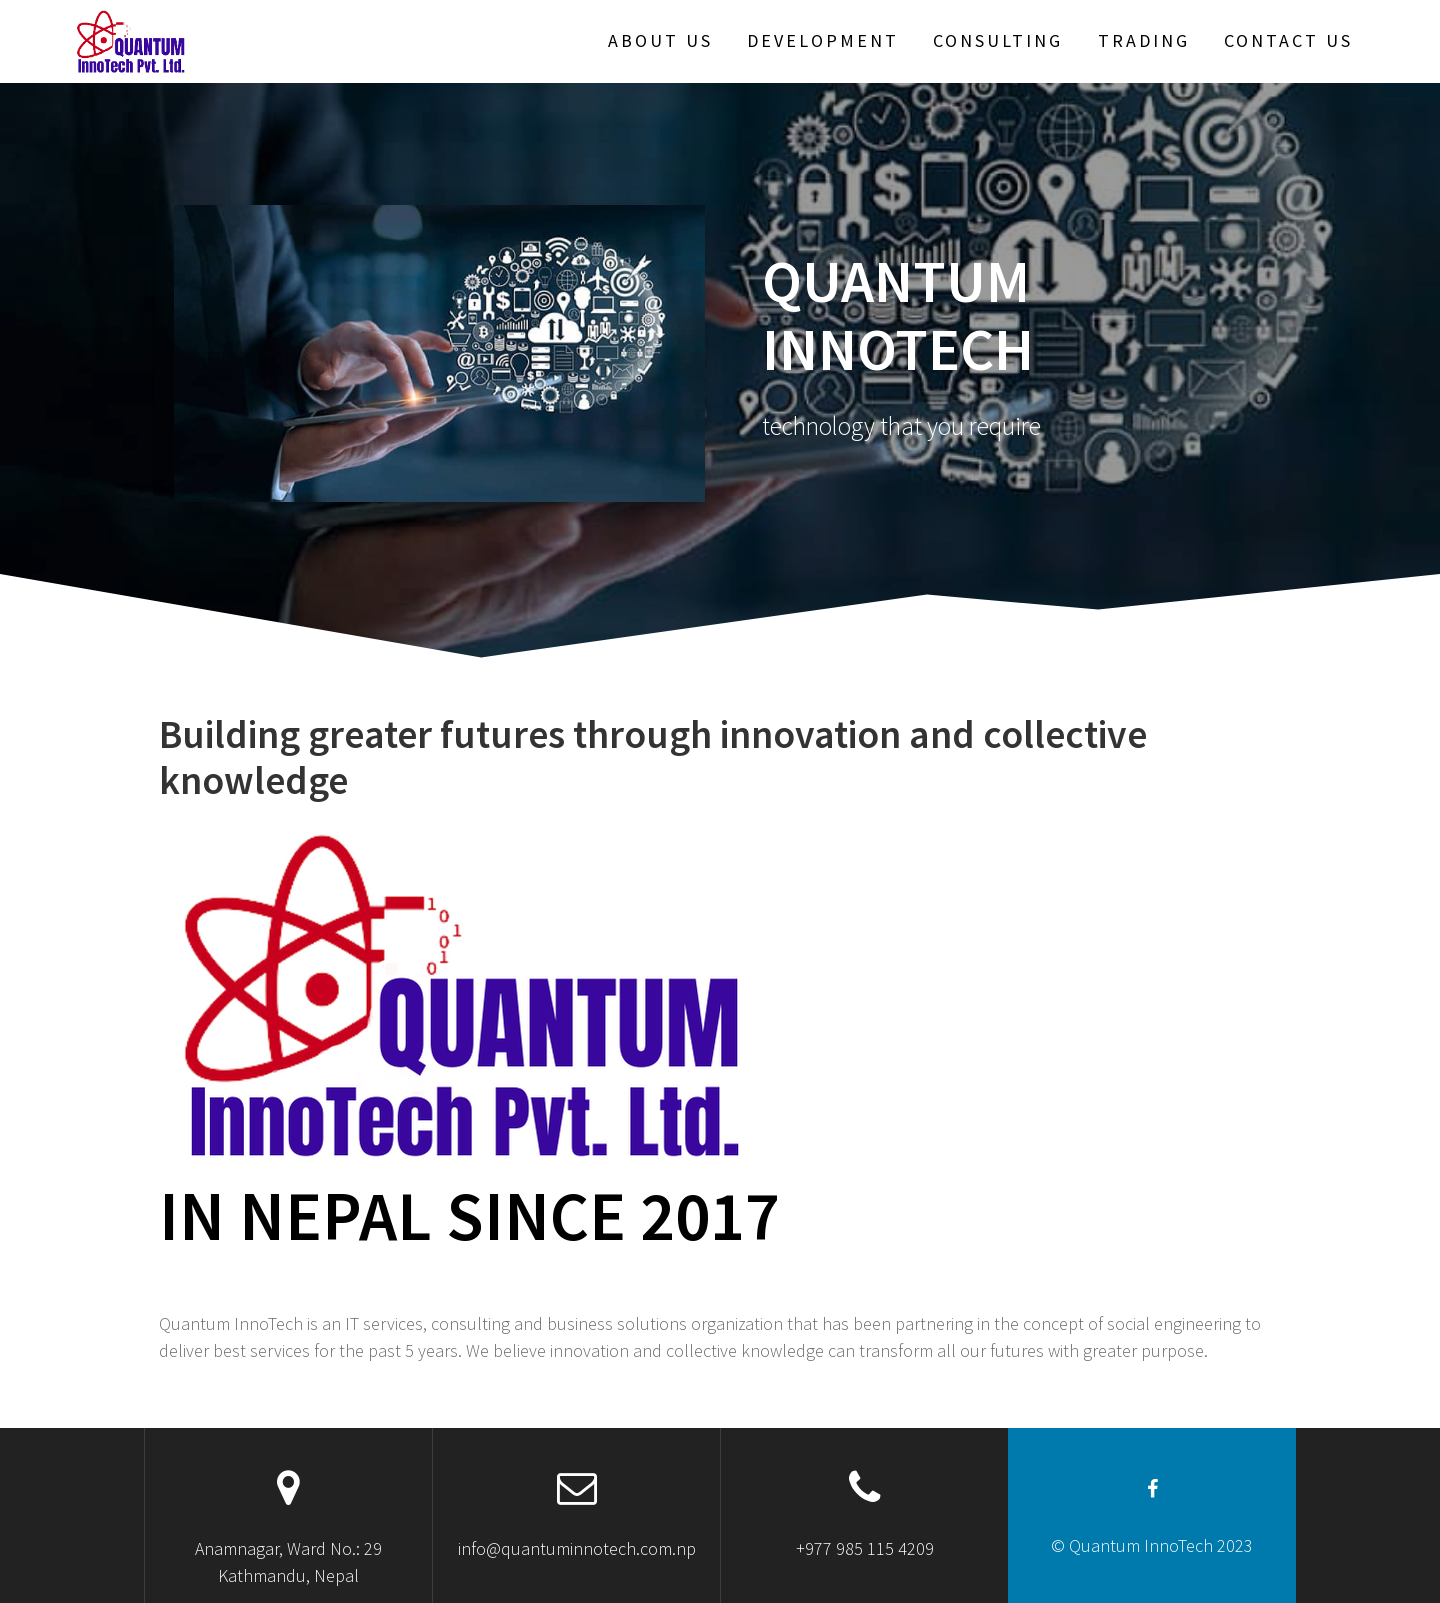 QUANTUM
InnoTech Pvt. Ltd.
ABOUT US DEVELOPMENT CONSULTING TRADING CONTACT US
QUANTUM
INNOTECH
technology that you require
Building greater futures through innovation and collective
knowledge
1
0
1
0
1
0
QUANTUM
InnoTech Pvt. Ltd.
IN NEPAL SINCE 2017
Quantum InnoTech is an IT services, consulting and business solutions organization that has been partnering in the concept of social engineering to
deliver best services for the past 5 years. We believe innovation and collective knowledge can transform all our futures with greater purpose.
Anamnagar, Ward No.: 29
Kathmandu, Nepal
info@quantuminnotech.com.np
+977 985 115 4209
© Quantum InnoTech 2023